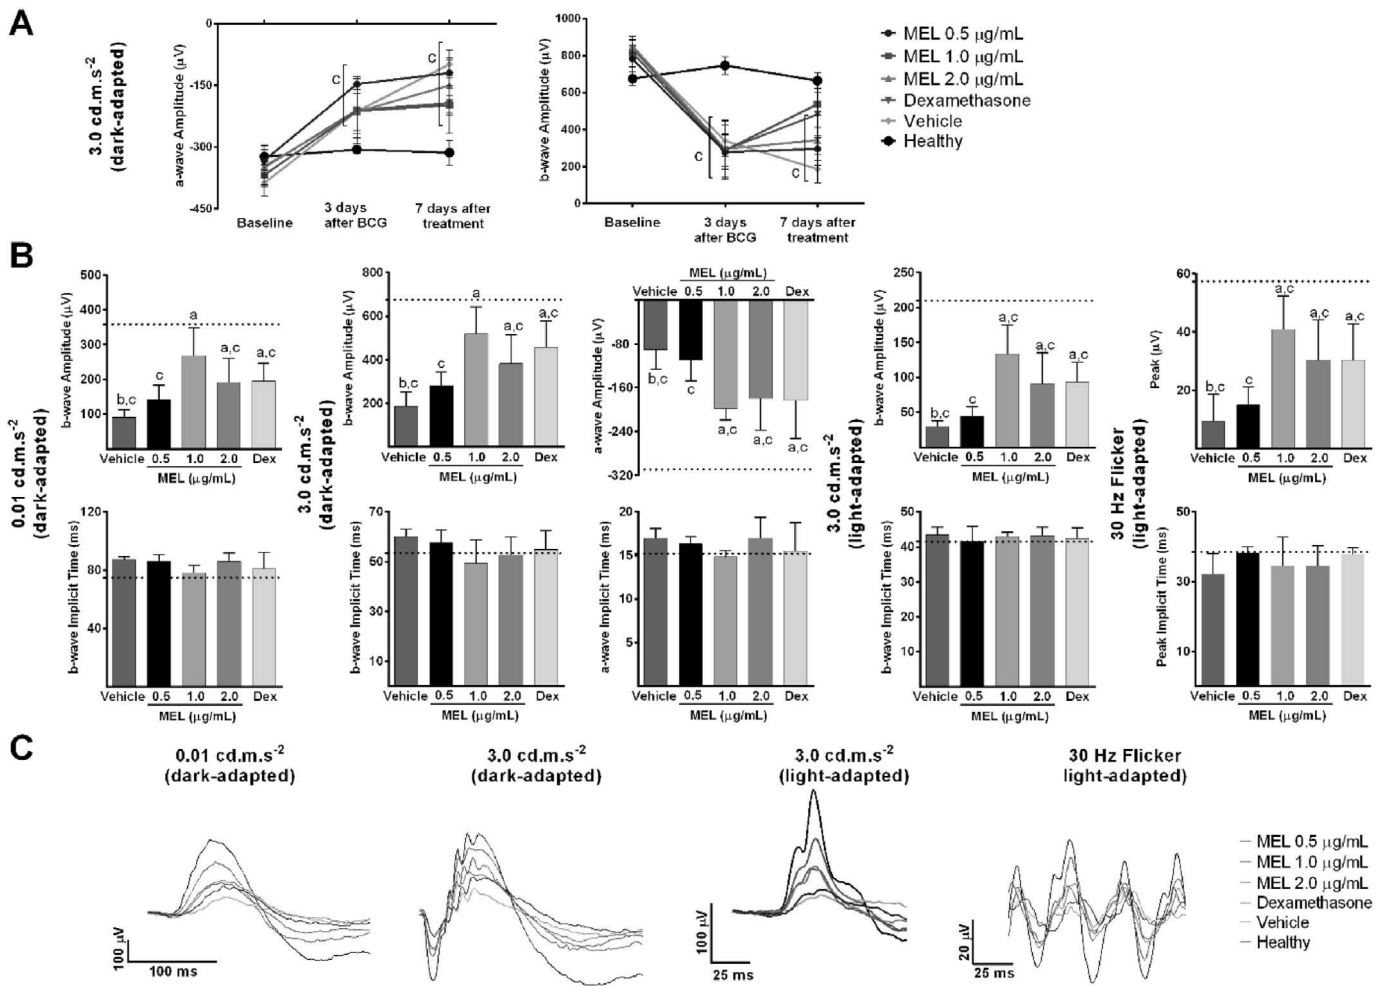 A
3.0 cd.m.s-2
(dark-adapted)
a-wave Amplitude (µV)
0
-150
-300
-450
c
c
Baseline
3 days
after BCG
7 days after
treatment
b-wave Amplitude (µV)
1000
800
600
400
200
0
c
c
Baseline
3 days
after BCG
7 days after
treatment
MEL 0.5 µg/mL
MEL 1.0 µg/mL
MEL 2.0 µg/mL
Dexamethasone
Vehicle
Healthy
B
0.01 cd.m.s-2
(dark-adapted)
b-wave Amplitude (µV)
500
400
300
200
100
b,c
c
a
a,c
a,c
Vehicle 0.5 1.0 2.0 Dex
MEL (µg/mL)
3.0 cd.m.s-2
(dark-adapted)
b-wave Amplitude (µV)
800
600
400
200
b,c
c
a
a,c
a,c
Vehicle 0.5 1.0 2.0 Dex
MEL (µg/mL)
MEL (µg/mL)
Vehicle 0.5 1.0 2.0 Dex
a-wave Amplitude (µV)
-80
-160
-240
-320
b,c
c
a,c
a,c
a,c
3.0 cd.m.s-2
(light-adapted)
b-wave Amplitude (µV)
250
200
150
100
50
b,c
c
a,c
a,c
a,c
Vehicle 0.5 1.0 2.0 Dex
MEL (µg/mL)
30 Hz Flicker
(light-adapted)
Peak (µV)
60
40
20
b,c
c
a,c
a,c
a,c
Vehicle 0.5 1.0 2.0 Dex
MEL (µg/mL)
b-wave Implicit Time (ms)
120
80
40
Vehicle 0.5 1.0 2.0 Dex
MEL (µg/mL)
b-wave Implicit Time (ms)
70
50
30
10
Vehicle 0.5 1.0 2.0 Dex
MEL (µg/mL)
a-wave Implicit Time (ms)
20
15
10
5
Vehicle 0.5 1.0 2.0 Dex
MEL (µg/mL)
b-wave Implicit Time (ms)
50
40
30
20
10
Vehicle 0.5 1.0 2.0 Dex
MEL (µg/mL)
Peak Implicit Time (ms)
50
30
10
Vehicle 0.5 1.0 2.0 Dex
MEL (µg/mL)
C
0.01 cd.m.s-2
(dark-adapted)
100 µV
100 ms
3.0 cd.m.s-2
(dark-adapted)
3.0 cd.m.s-2
(light-adapted)
100 µV
25 ms
30 Hz Flicker
light-adapted)
20 µV
25 ms
MEL 0.5 µg/mL
MEL 1.0 µg/mL
MEL 2.0 µg/mL
Dexamethasone
Vehicle
Healthy